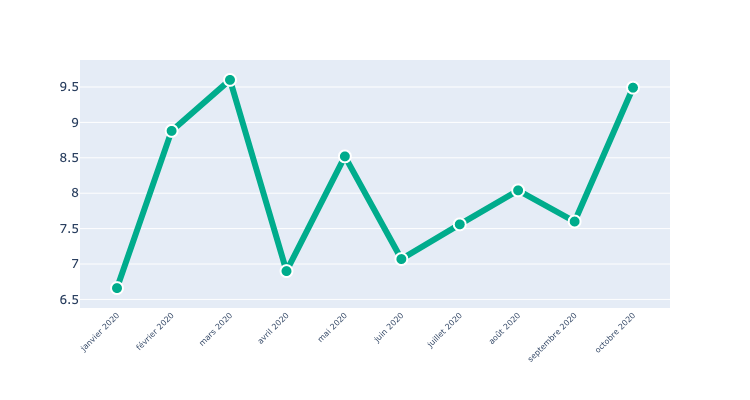 9.5
9
8.5
8
7.5
7
6.5
janvier 2020
février 2020
mars 2020
avril 2020
mai 2020
juin 2020
juillet 2020
août 2020
septembre 2020
octobre 2020